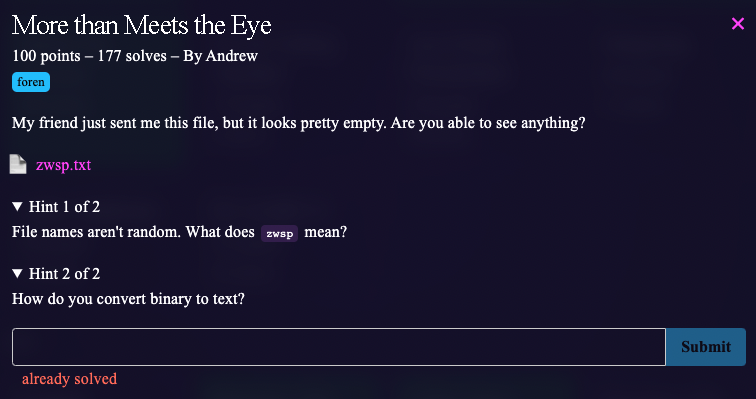 More than Meets the Eye
×
100 points – 177 solves – By Andrew
foren
My friend just sent me this file, but it looks pretty empty. Are you able to see anything?
zwsp.txt
▼ Hint 1 of 2
File names aren't random. What does zwsp mean?
▼ Hint 2 of 2
How do you convert binary to text?
Submit
already solved